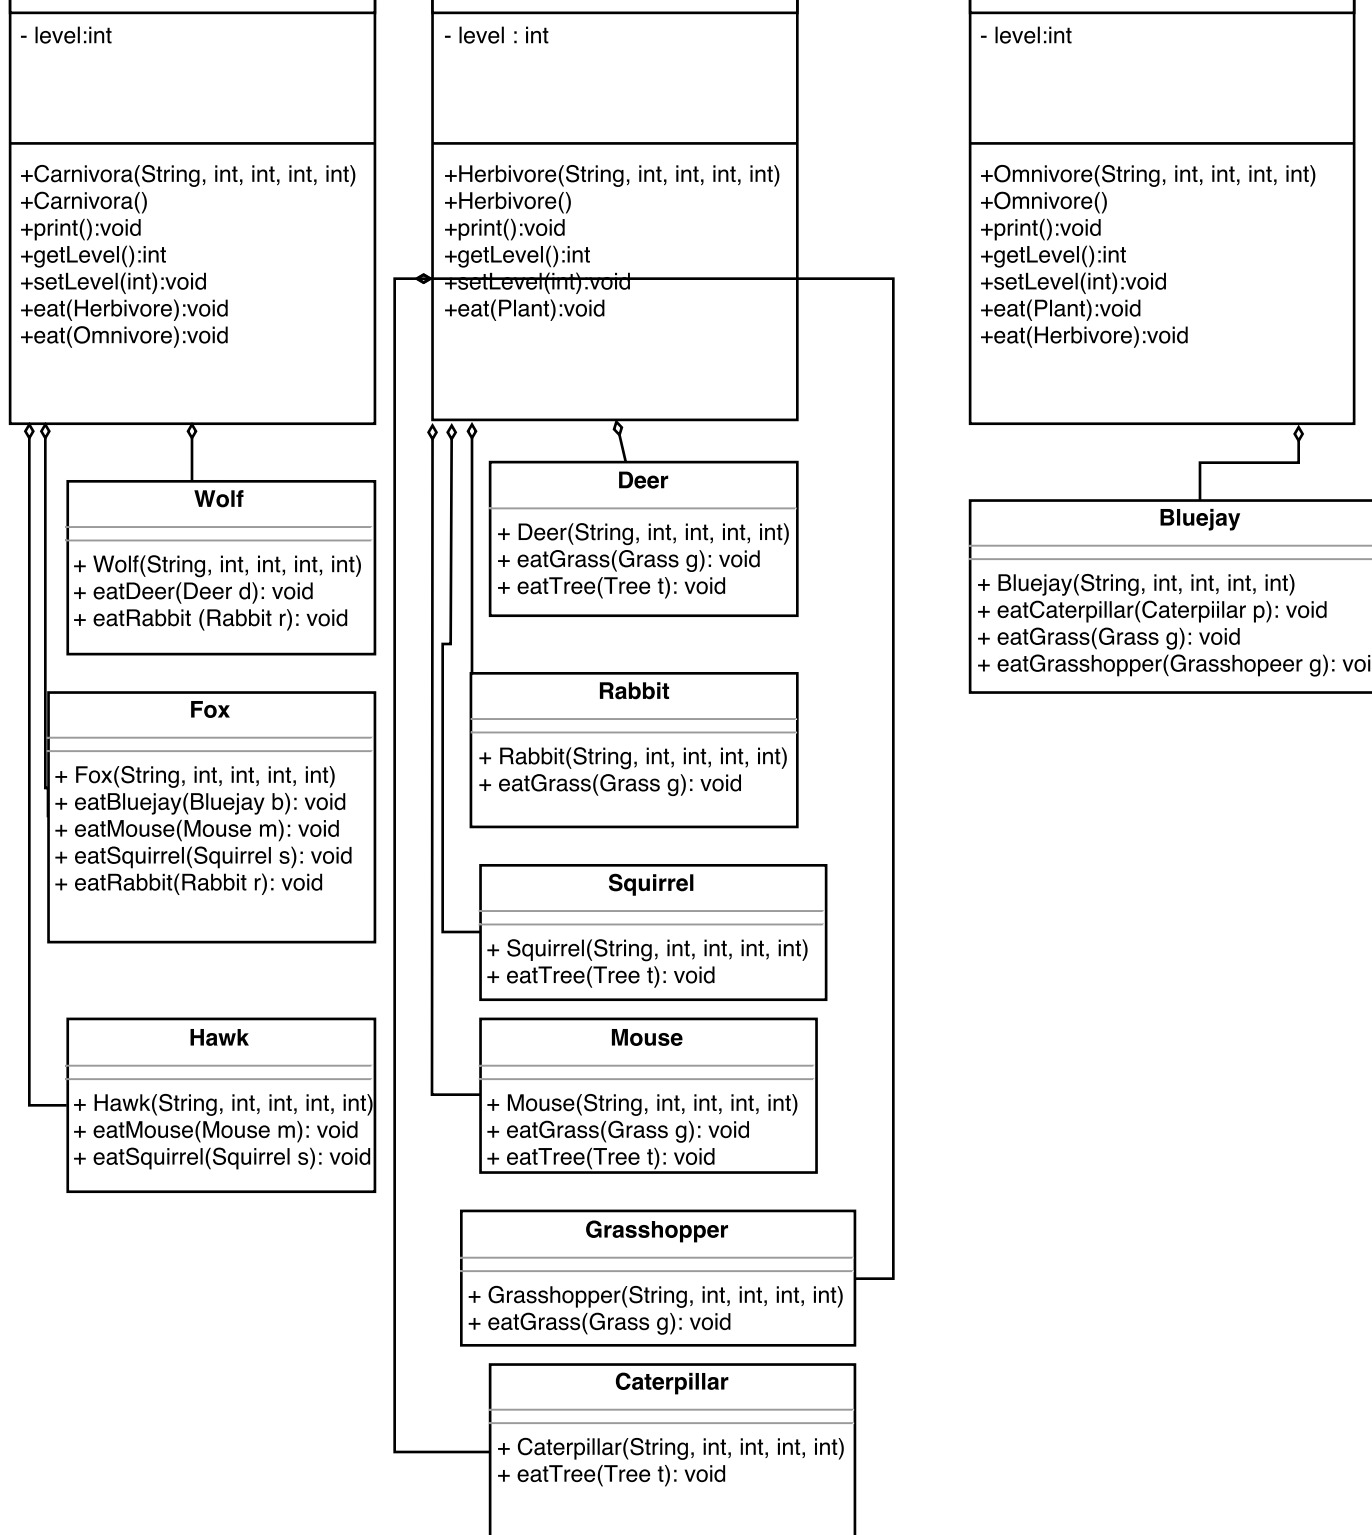 - level:int
+Carnivora(String, int, int, int, int)
+Carnivora()
+print():void
+getLevel():int
+setLevel(int):void
+eat(Herbivore):void
+eat(Omnivore):void
- level : int
+Herbivore(String, int, int, int, int)
+Herbivore()
+print():void
+getLevel():int
+setLevel(int):void
+eat(Plant):void
- level:int
+Omnivore(String, int, int, int, int)
+Omnivore()
+print():void
+getLevel():int
+setLevel(int):void
+eat(Plant):void
+eat(Herbivore):void
Wolf
+ Wolf(String, int, int, int, int)
+ eatDeer(Deer d): void
+ eatRabbit (Rabbit r): void
Fox
+ Fox(String, int, int, int, int)
+ eatBluejay(Bluejay b): void
+ eatMouse(Mouse m): void
+ eatSquirrel(Squirrel s): void
+ eatRabbit(Rabbit r): void
Hawk
+ Hawk(String, int, int, int, int)
+ eatMouse(Mouse m): void
+ eatSquirrel(Squirrel s): void
Deer
+ Deer(String, int, int, int, int)
+ eatGrass(Grass g): void
+ eatTree(Tree t): void
Rabbit
+ Rabbit(String, int, int, int, int)
+ eatGrass(Grass g): void
Squirrel
+ Squirrel(String, int, int, int, int)
+ eatTree(Tree t): void
Mouse
+ Mouse(String, int, int, int, int)
+ eatGrass(Grass g): void
+ eatTree(Tree t): void
Grasshopper
+ Grasshopper(String, int, int, int, int)
+ eatGrass(Grass g): void
Caterpillar
+ Caterpillar(String, int, int, int, int)
+ eatTree(Tree t): void
Bluejay
+ Bluejay(String, int, int, int, int)
+ eatCaterpillar(Caterpiilar p): void
+ eatGrass(Grass g): void
+ eatGrasshopper(Grasshopeer g): voi